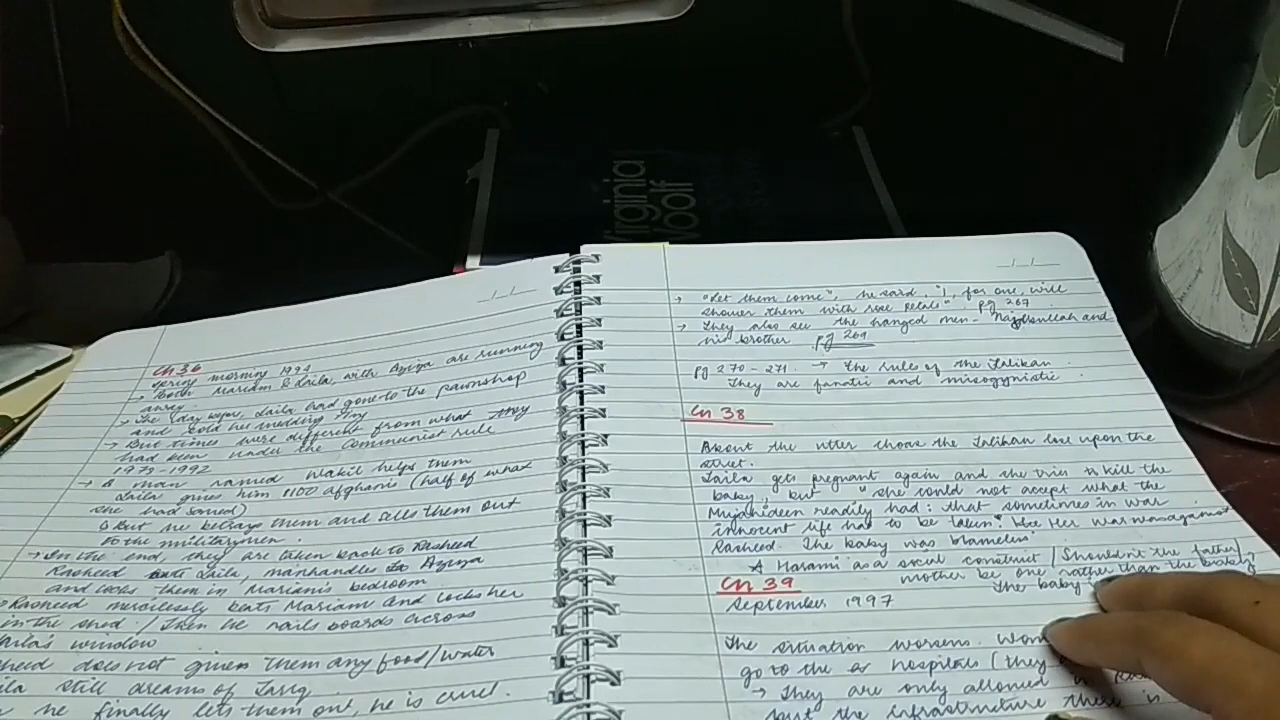 Virginia
Woolf
Ch 36
Spring morning 1994
→ Both Mariam & Laila with Aziza are running
away
→ The day before, Laila had gone to the pawnshop
and sold her wedding ring
→ But times were different from what they
had been under the Communist rule
1979-1992
→ A man named Wakil helps them
Laila gives him 1100 afghanis (half of what
she had saved)
But he betrays them and sells them out
to the militiamen.
→ In the end, they are taken back to Rasheed
Rasheed Laila, manhandles Aziza
and locks them in Mariam's bedroom
→ Rasheed mercilessly beats Mariam and locks her
in the shed. / Then he nails boards across
Laila's window
does not given them any food/water
still dreams of Tariq
he finally lets them out, he is cruel.
→ "Let them come", he said. "I, for one, will
shower them with rose petals" pg 267
→ They also see the hanged men - Najibullah and
his brother pg 269
pg 270 - 271. → The rules of the Taliban.
They are fanatic and misogynistic
Ch 38
About the utter choas the Taliban lose upon the
street.
Laila gets pregnant again and she tries to kill the
baby, but "she could not accept what the
Mujahideen readily had: that sometimes in war
innocent life had to be taken". Her war was against
Rasheed. The baby was blameless"
A Harami as a social construct / Shouldn't the father/
mother be one rather than the baby
The baby
Ch 39
September 1997
The situation worsens.
go to the hospitals (they
→ They are only allowed
but the infrastructure there is